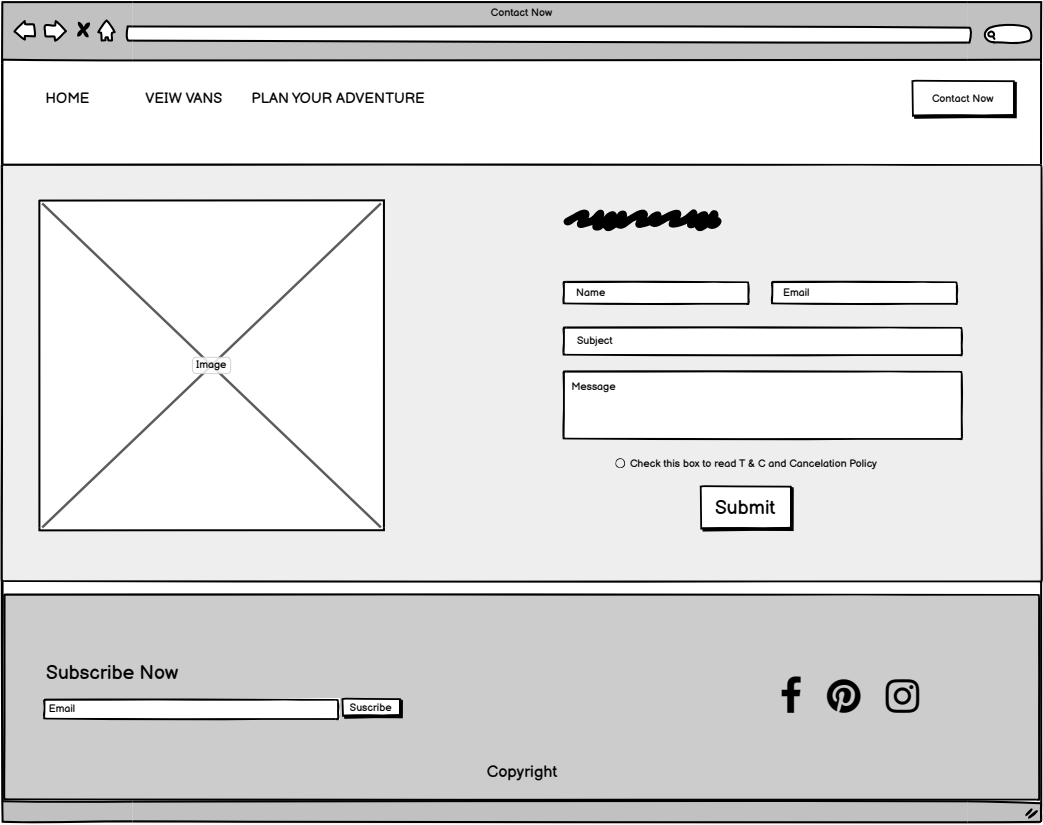 Contact Now
HOME VEIW VANS PLAN YOUR ADVENTURE Contact Now
Image
Name Email
Subject
Message
Check this box to read T & C and Cancelation Policy
Submit
Subscribe Now
Email Suscribe
Copyright